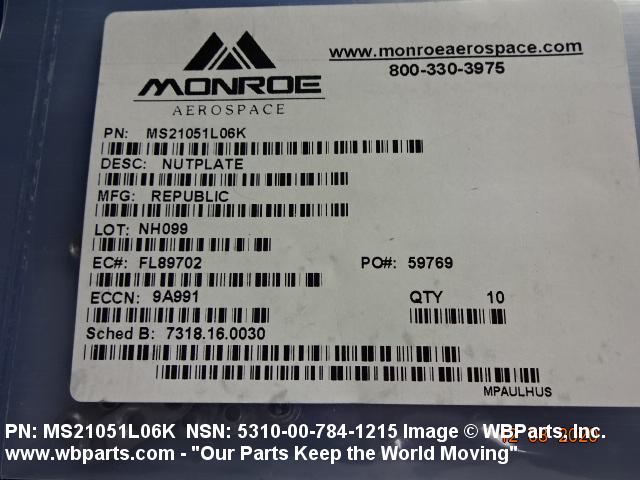 www.monroeaerospace.com
800-330-3975
MONROE
AEROSPACE
PN: MS21051L06K
DESC: NUTPLATE
MFG: REPUBLIC
LOT: NH099
EC#: FL89702 PO#: 59769
ECCN: 9A991 QTY 10
Sched B: 7318.16.0030
MPAULHUS
PN: MS21051L06K NSN: 5310-00-784-1215 Image © WBParts, Inc.
www.wbparts.com - "Our Parts Keep the World Moving"